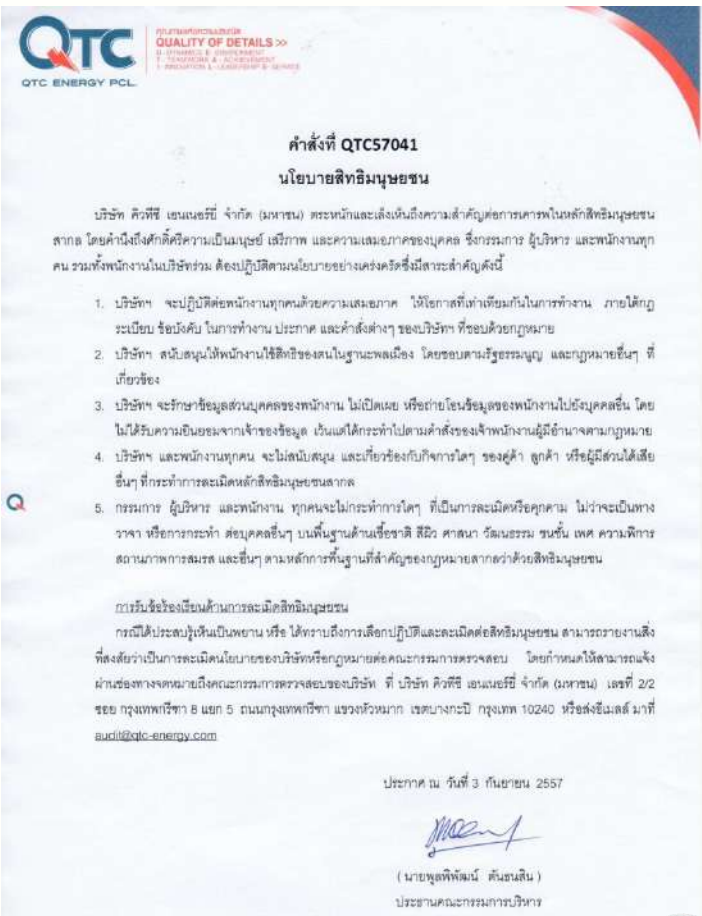 QTC
QTC ENERGY PCL.
QUALITY OF DETAILS >>
คำสั่งที่ QTC57041
นโยบายสิทธิมนุษยชน
บริษัท คิวทีซี เอนเนอร์ยี่ จำกัด (มหาชน) ตระหนักและเล็งเห็นถึงความสำคัญต่อการเคารพในหลักสิทธิมนุษยชน
สากล โดยคำนึงถึงศักดิ์ศรีความเป็นมนุษย์ เสรีภาพ และความเสมอภาคของบุคคล ซึ่งกรรมการ ผู้บริหาร และพนักงานทุก
คน รวมทั้งพนักงานในบริษัทร่วม ต้องปฏิบัติตามนโยบายอย่างเคร่งครัดซึ่งมีสาระสำคัญดังนี้
1. บริษัทฯ จะปฏิบัติต่อพนักงานทุกคนด้วยความเสมอภาค ให้โอกาสที่เท่าเทียมกันในการทำงาน ภายใต้กฎ
ระเบียบ ข้อบังคับ ในการทำงาน ประกาศ และคำสั่งต่างๆ ของบริษัทฯ ที่ชอบด้วยกฎหมาย
2. บริษัทฯ สนับสนุนให้พนักงานใช้สิทธิของตนในฐานะพลเมือง โดยชอบตามรัฐธรรมนูญ และกฎหมายอื่นๆ ที่
เกี่ยวข้อง
3. บริษัทฯ จะรักษาข้อมูลส่วนบุคคลของพนักงาน ไม่เปิดเผย หรือถ่ายโอนข้อมูลของพนักงานไปยังบุคคลอื่น โดย
ไม่ได้รับความยินยอมจากเจ้าของข้อมูล เว้นแต่ได้กระทำไปตามคำสั่งของเจ้าพนักงานผู้มีอำนาจตามกฎหมาย
4. บริษัทฯ และพนักงานทุกคน จะไม่สนับสนุน และเกี่ยวข้องกับกิจการใดๆ ของคู่ค้า ลูกค้า หรือผู้มีส่วนได้เสีย
อื่นๆ ที่กระทำการละเมิดหลักสิทธิมนุษยชนสากล
5. กรรมการ ผู้บริหาร และพนักงาน ทุกคนจะไม่กระทำการใดๆ ที่เป็นการละเมิดหรือคุกคาม ไม่ว่าจะเป็นทาง
วาจา หรือการกระทำ ต่อบุคคลอื่นๆ บนพื้นฐานด้านเชื้อชาติ สีผิว ศาสนา วัฒนธรรม ชนชั้น เพศ ความพิการ
สถานภาพการสมรส และอื่นๆ ตามหลักการพื้นฐานที่สำคัญของกฎหมายสากลว่าด้วยสิทธิมนุษยชน
การรับข้อร้องเรียนด้านการละเมิดสิทธิมนุษยชน
กรณีได้ประสบรู้เห็นเป็นพยาน หรือ ได้ทราบถึงการเลือกปฏิบัติและละเมิดต่อสิทธิมนุษยชน สามารถรายงานสิ่ง
ที่สงสัยว่าเป็นการละเมิดนโยบายของบริษัทหรือกฎหมายต่อคณะกรรมการตรวจสอบ โดยกำหนดให้สามารถแจ้ง
ผ่านช่องทางจดหมายถึงคณะกรรมการตรวจสอบของบริษัท ที่ บริษัท คิวทีซี เอนเนอร์ยี่ จำกัด (มหาชน) เลขที่ 2/2
ซอย กรุงเทพกรีฑา 8 แยก 5 ถนนกรุงเทพกรีฑา แขวงหัวหมาก เขตบางกะปิ กรุงเทพ 10240 หรือส่งอีเมลล์ มาที่
audit@qtc-energy.com
ประกาศ ณ วันที่ 3 กันยายน 2557
( นายพูลพิพัฒน์ ตันธนสิน )
ประธานคณะกรรมการบริหาร